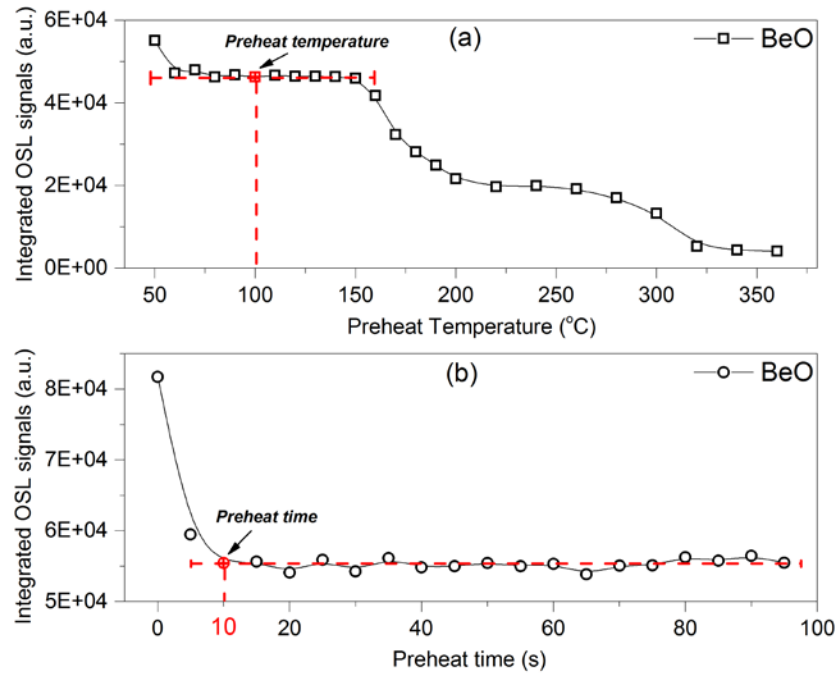 6E+04
4E+04
2E+04
0E+00
Integrated OSL signals (a.u.)
Preheat temperature
(a)
BeO
50
100
150
200
250
300
350
Preheat Temperature (°C)
8E+04
7E+04
6E+04
5E+04
Integrated OSL signals (a.u.)
(b)
BeO
Preheat time
0
10
20
40
60
80
100
Preheat time (s)